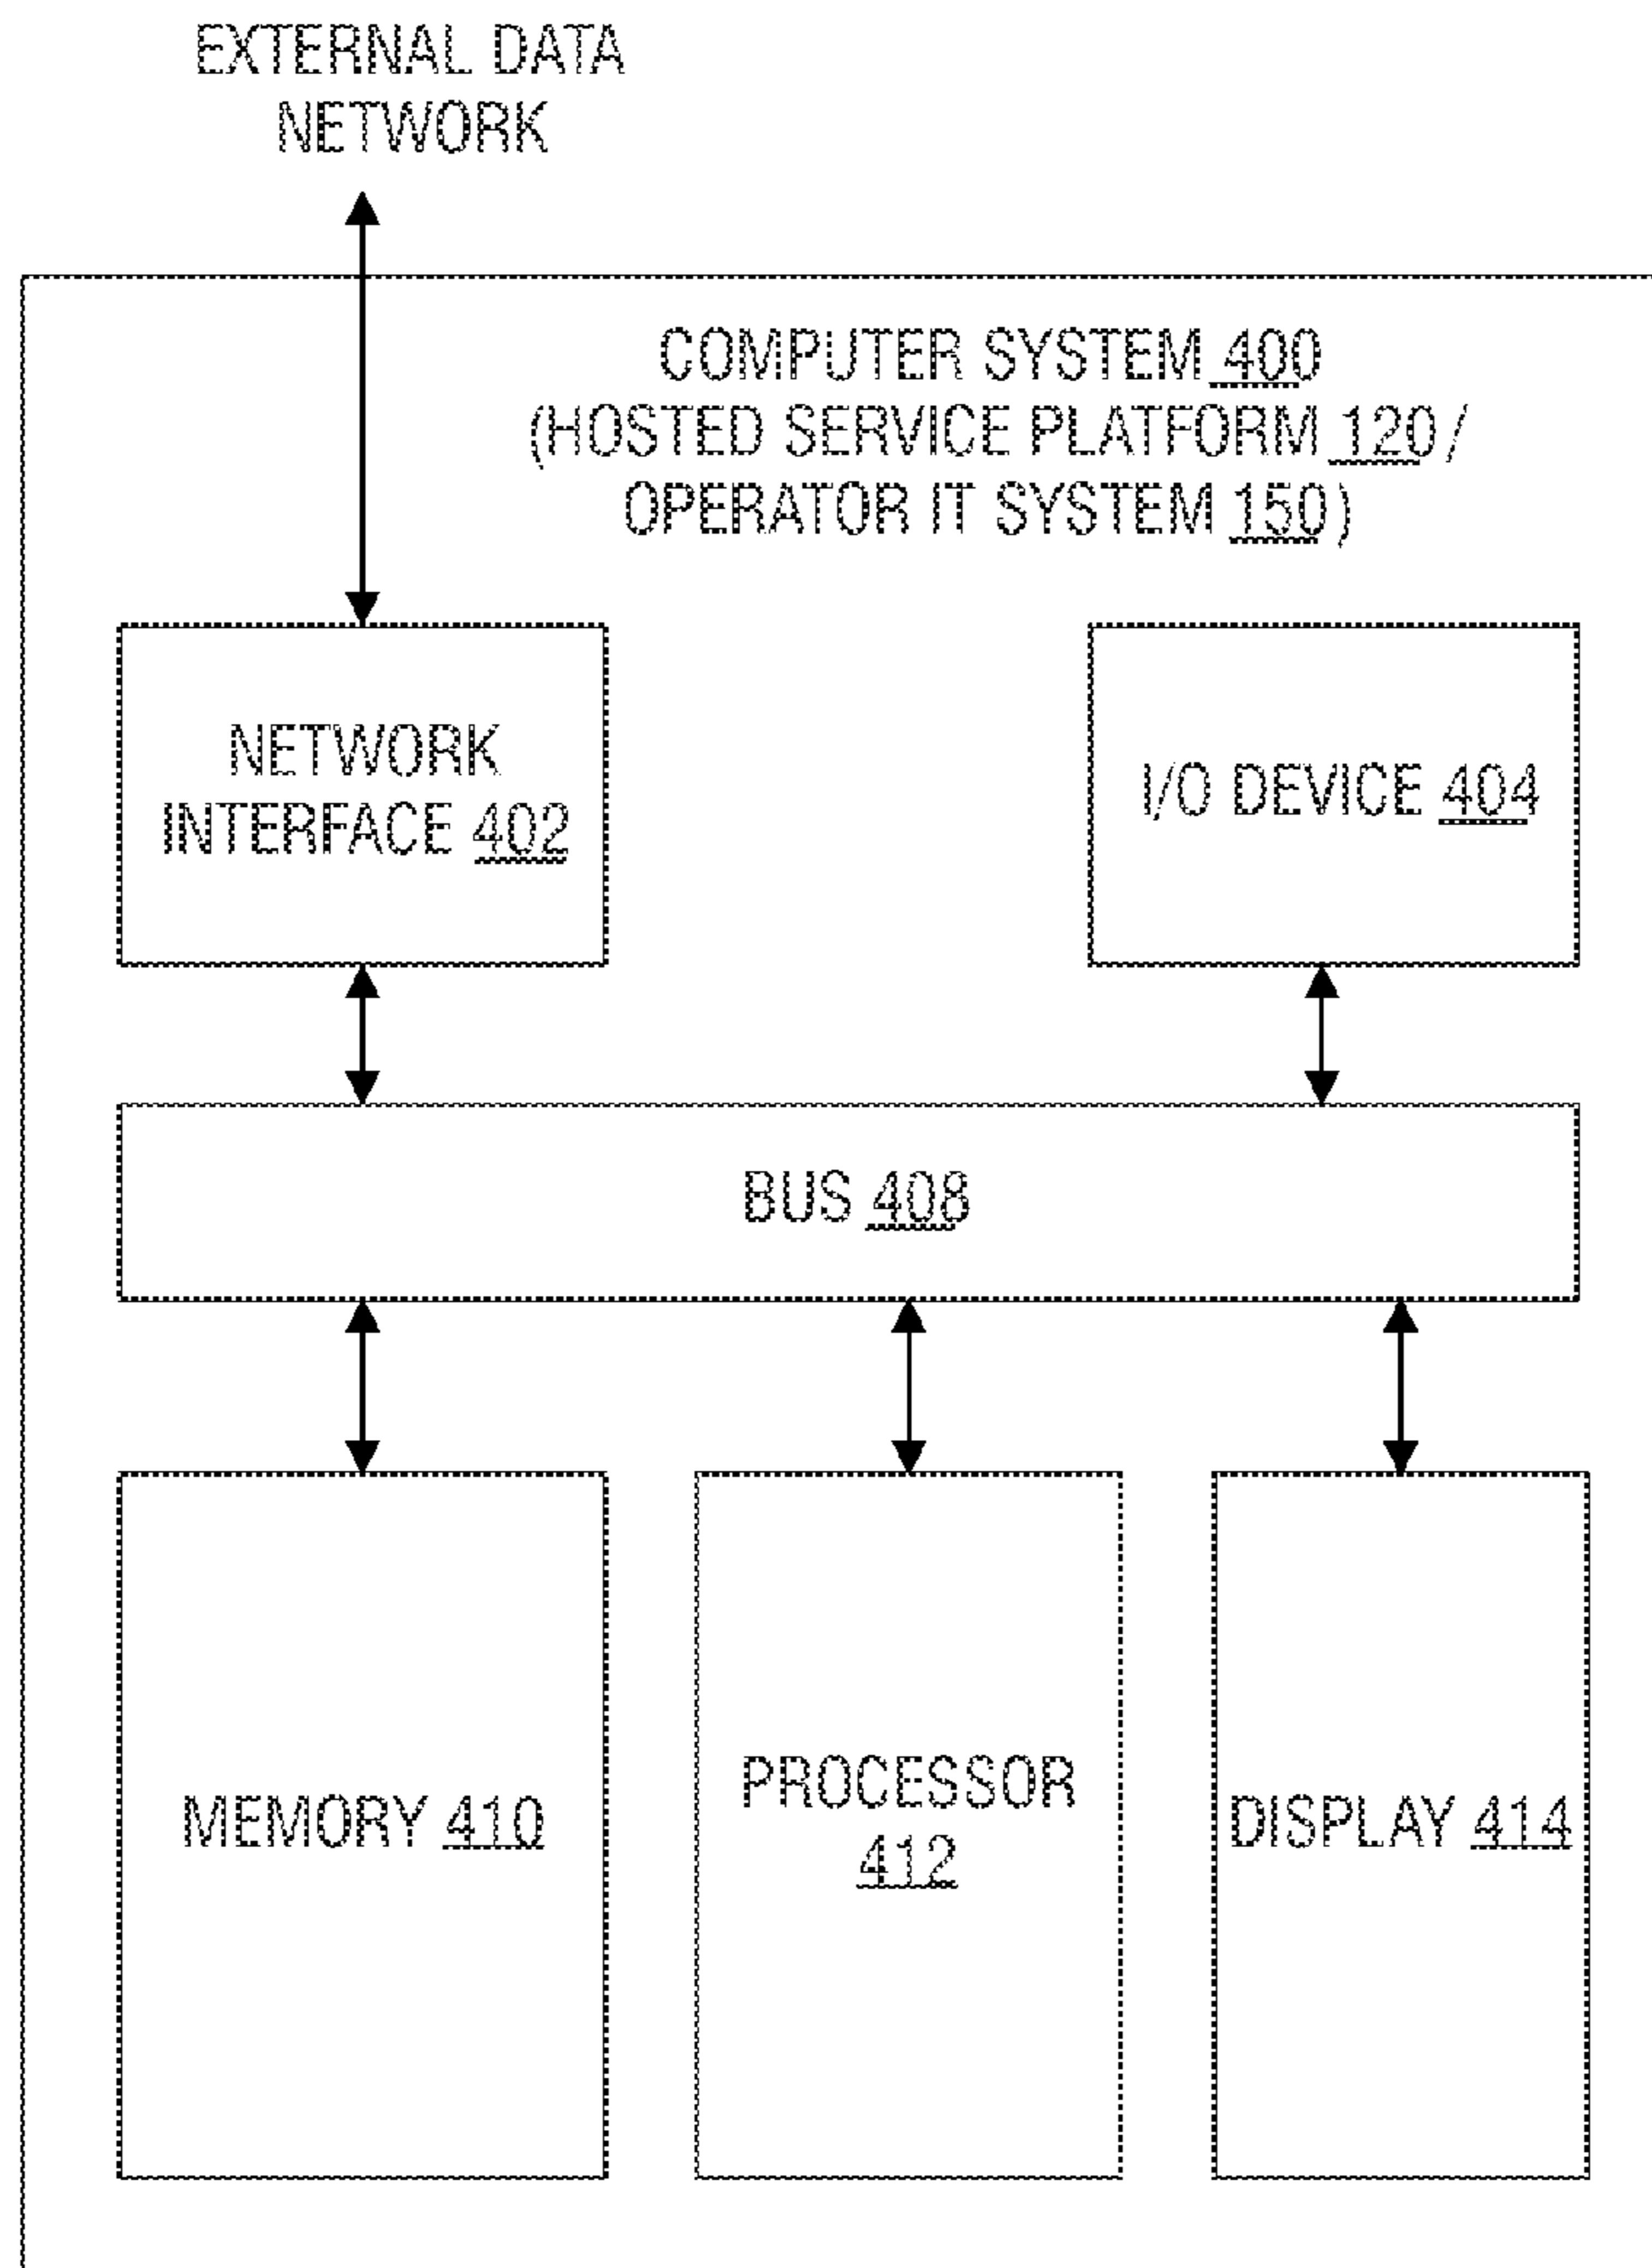 EXTERNAL DATA
NETWORK
COMPUTER SYSTEM 400
(HOSTED SERVICE PLATFORM 120/
OPERATOR IT SYSTEM 150)
NETWORK
INTERFACE 402
I/O DEVICE 404
BUS 408
MEMORY 410
PROCESSOR
412
DISPLAY 414